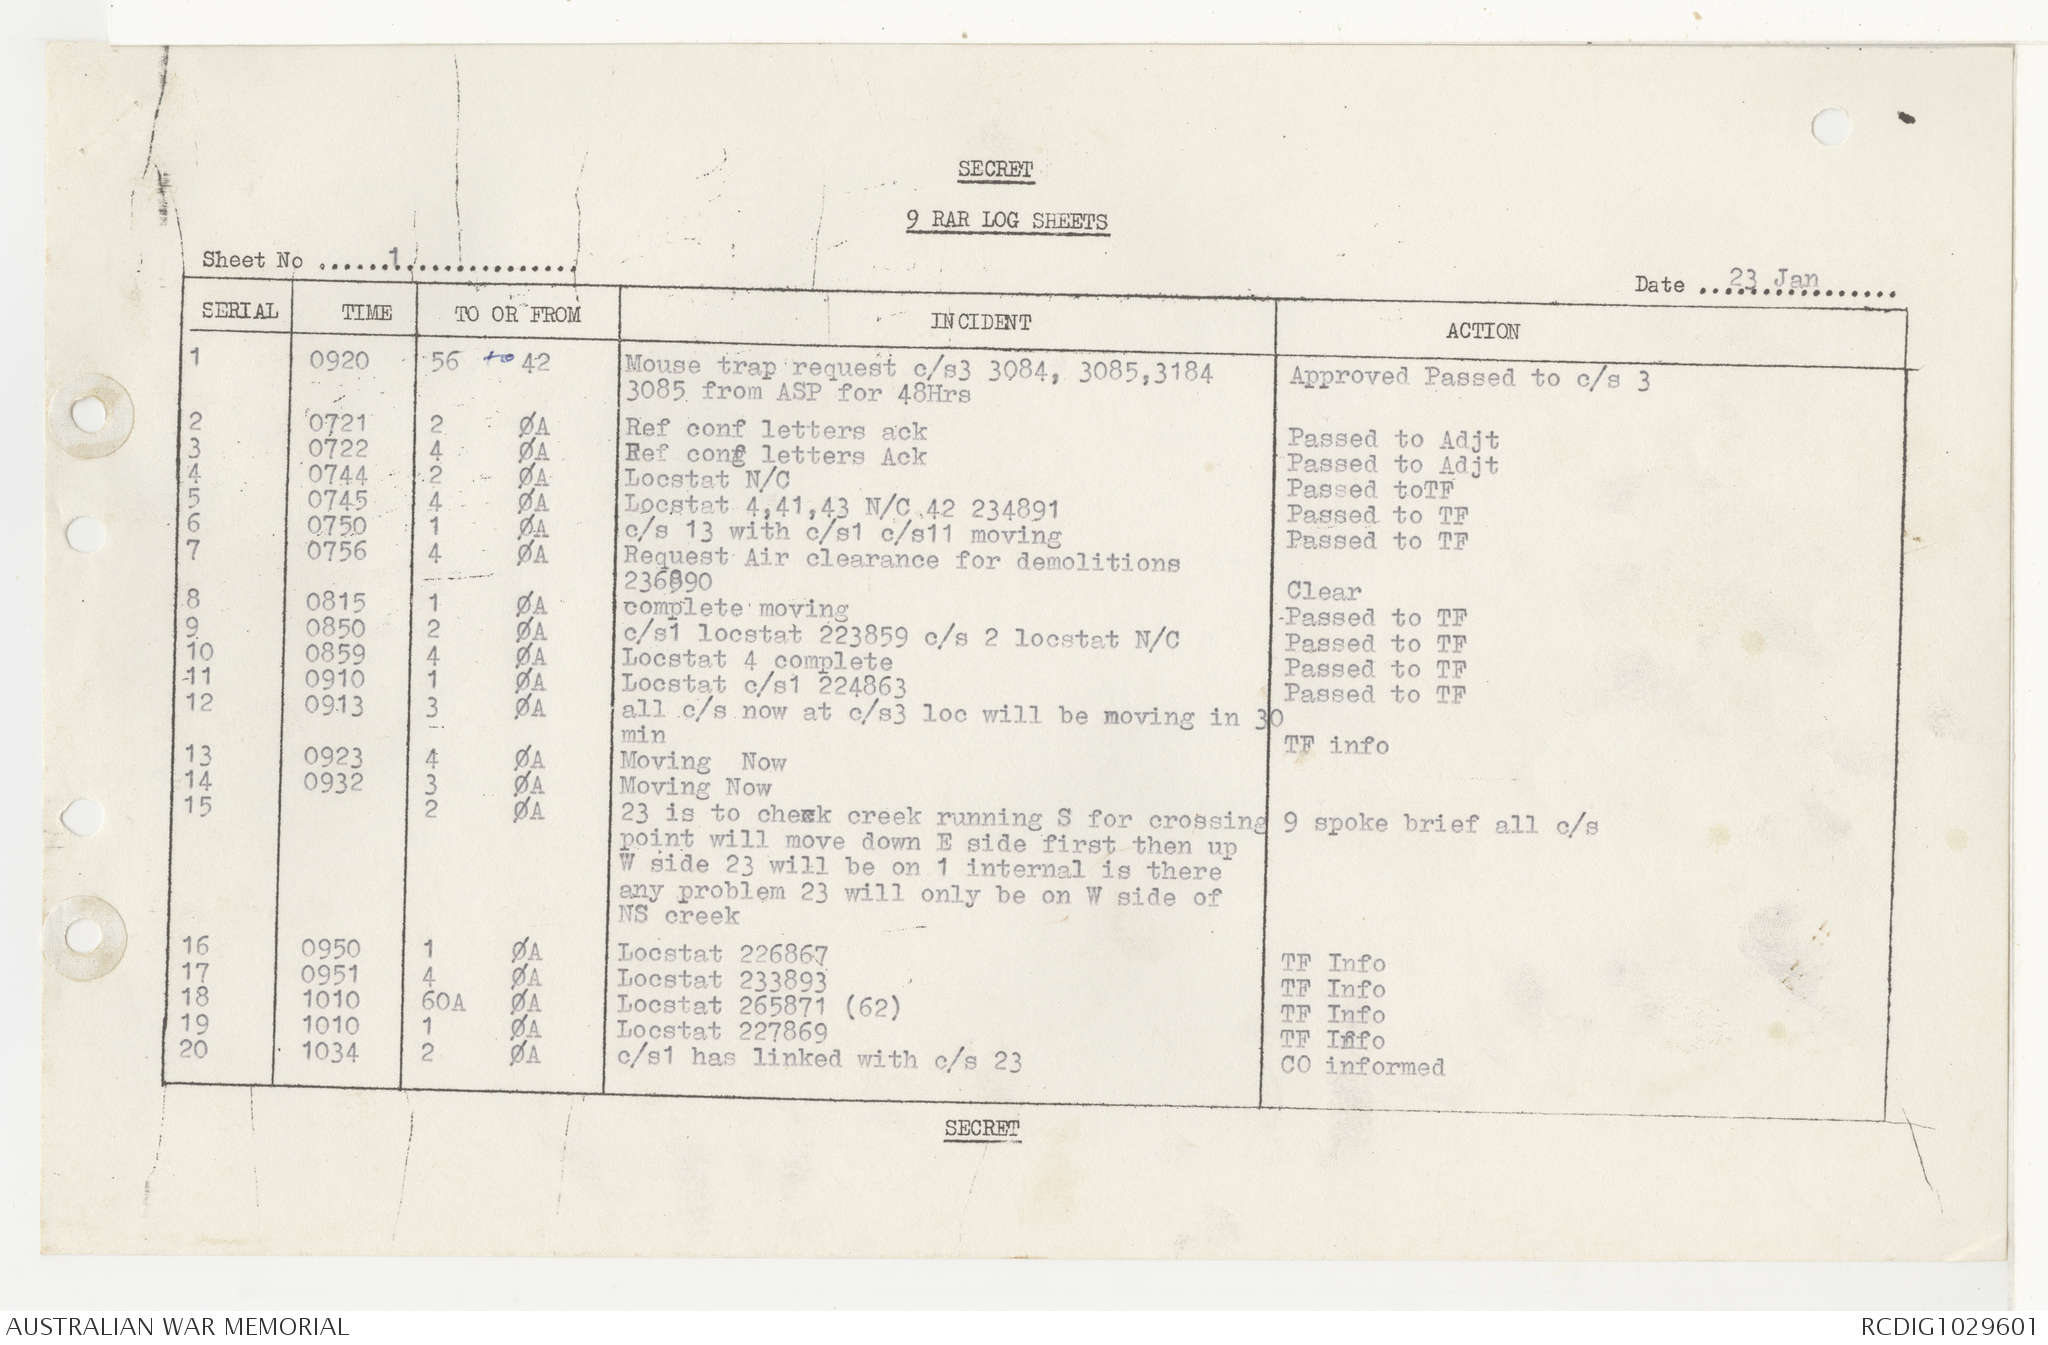 SECRET
9 RAR LOG SHEETS
Sheet No ......1..............
Date ..23 Jan..............
SERIAL TIME TO OR FROM INCIDENT ACTION
1 0920 56 to 42 Mouse trap request c/s3 3084, 3085,3184 Approved Passed to c/s 3
3085 from ASP for 48Hrs
2 0721 2 ØA Ref conf letters ack Passed to Adjt
3 0722 4 ØA Ref conf letters Ack Passed to Adjt
4 0744 2 ØA Locstat N/C Passed toTF
5 0745 4 ØA Locstat 4,41,43 N/C 42 234891 Passed to TF
6 0750 1 ØA c/s 13 with c/s1 c/s11 moving Passed to TF
7 0756 4 ØA Request Air clearance for demolitions
236890 Clear
8 0815 1 ØA complete moving Passed to TF
9 0850 2 ØA c/s1 locstat 223859 c/s 2 locstat N/C Passed to TF
10 0859 4 ØA Locstat 4 complete Passed to TF
11 0910 1 ØA Locstat c/s1 224863 Passed to TF
12 0913 3 ØA all c/s now at c/s3 loc will be moving in 30
min TF info
13 0923 4 ØA Moving Now
14 0932 3 ØA Moving Now
15 2 ØA 23 is to check creek running S for crossing 9 spoke brief all c/s
point will move down E side first then up
W side 23 will be on 1 internal is there
any problem 23 will only be on W side of
NS creek
16 0950 1 ØA Locstat 226867 TF Info
17 0951 4 ØA Locstat 233893 TF Info
18 1010 60A ØA Locstat 265871 (62) TF Info
19 1010 1 ØA Locstat 227869 TF Info
20 1034 2 ØA c/s1 has linked with c/s 23 CO informed
SECRET
AUSTRALIAN WAR MEMORIAL
RCDIG1029601